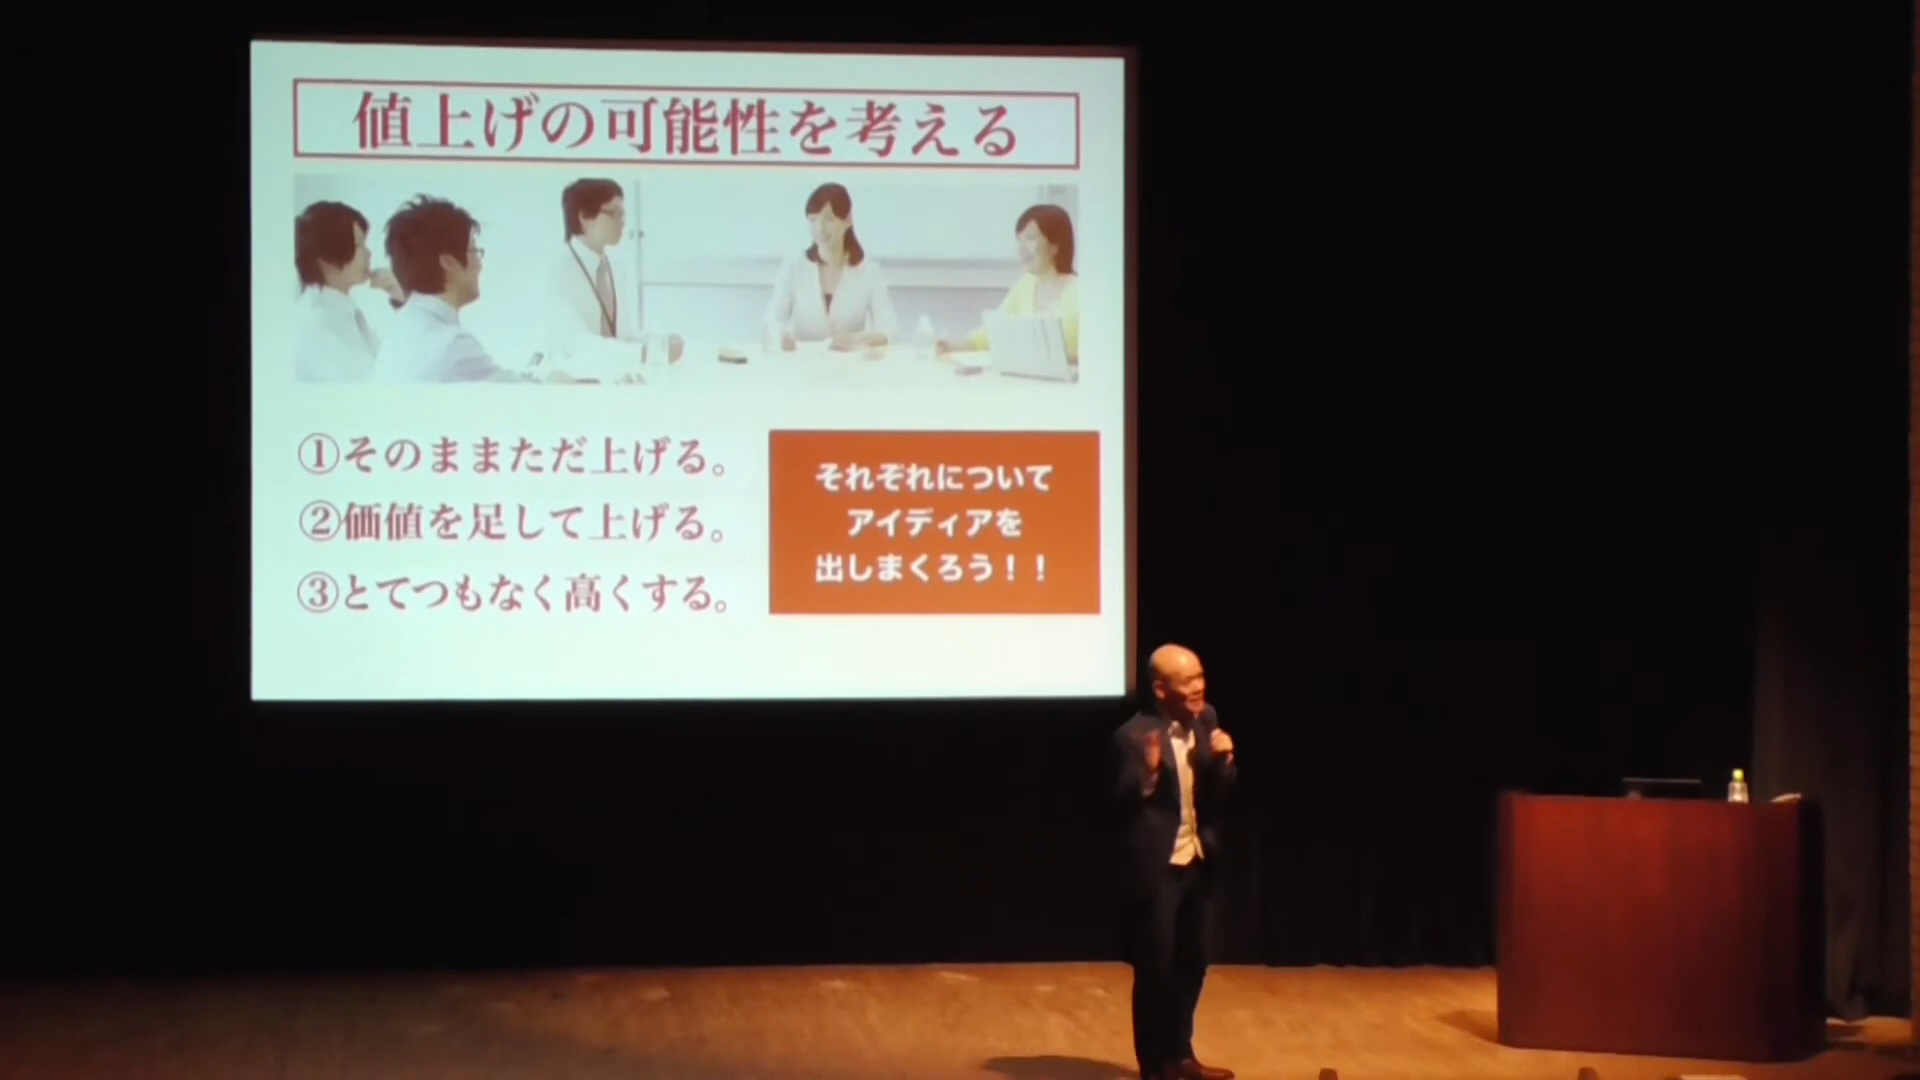 値上げの可能性を考える
①そのままただ上げる。
②価値を足して上げる。
③とてつもなく高くする。
それぞれについて
アイディアを
出しまくろう！！